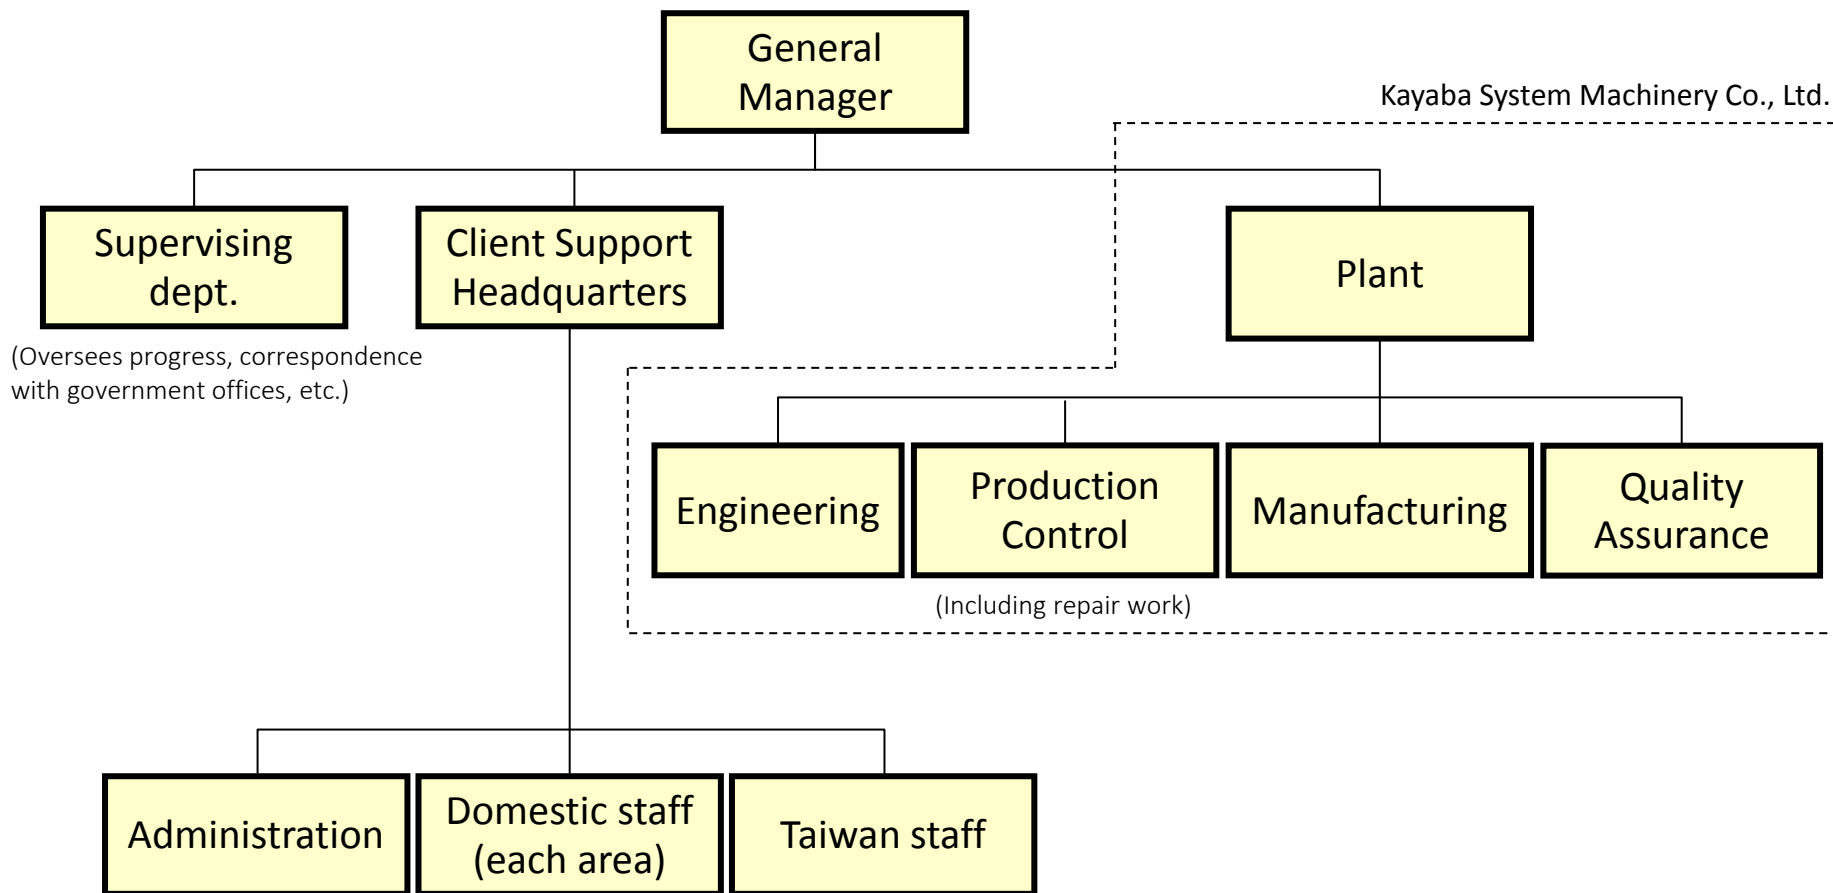 General
Manager
Kayaba System Machinery Co., Ltd.
Supervising
dept.
Client Support
Headquarters
Plant
(Oversees progress, correspondence
with government offices, etc.)
Engineering
Production
Control
Manufacturing
Quality
Assurance
(Including repair work)
Administration
Domestic staff
(each area)
Taiwan staff